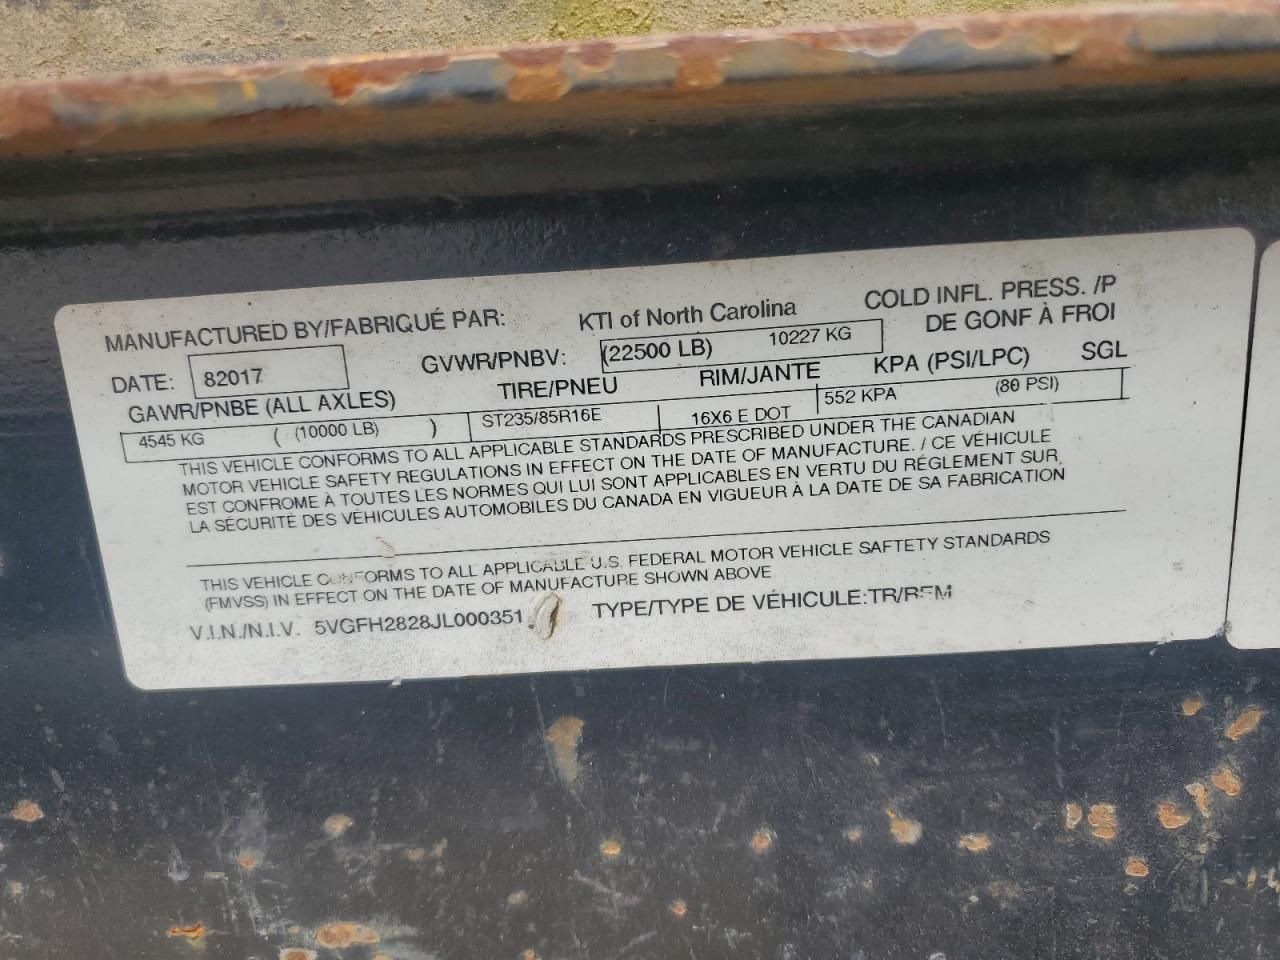 MANUFACTURED BY/FABRIQUÉ PAR: KTI of North Carolina COLD INFL. PRESS. /P
DE GONF À FROI
DATE: 82017 GVWR/PNBV: (22500 LB) 10227 KG
GAWR/PNBE (ALL AXLES) TIRE/PNEU RIM/JANTE KPA (PSI/LPC) SGL
4545 KG ( (10000 LB) ) ST235/85R16E 16X6 E DOT 552 KPA (80 PSI)
THIS VEHICLE CONFORMS TO ALL APPLICABLE STANDARDS PRESCRIBED UNDER THE CANADIAN
MOTOR VEHICLE SAFETY REGULATIONS IN EFFECT ON THE DATE OF MANUFACTURE. / CE VÉHICULE
EST CONFROME À TOUTES LES NORMES QUI LUI SONT APPLICABLES EN VERTU DU RÉGLEMENT SUR
LA SÉCURITÉ DES VÉHICULES AUTOMOBILES DU CANADA EN VIGUEUR À LA DATE DE SA FABRICATION
THIS VEHICLE CONFORMS TO ALL APPLICABLE U.S. FEDERAL MOTOR VEHICLE SAFTETY STANDARDS
(FMVSS) IN EFFECT ON THE DATE OF MANUFACTURE SHOWN ABOVE
V.I.N./N.I.V. 5VGFH2828JL000351 TYPE/TYPE DE VÉHICULE:TR/REM